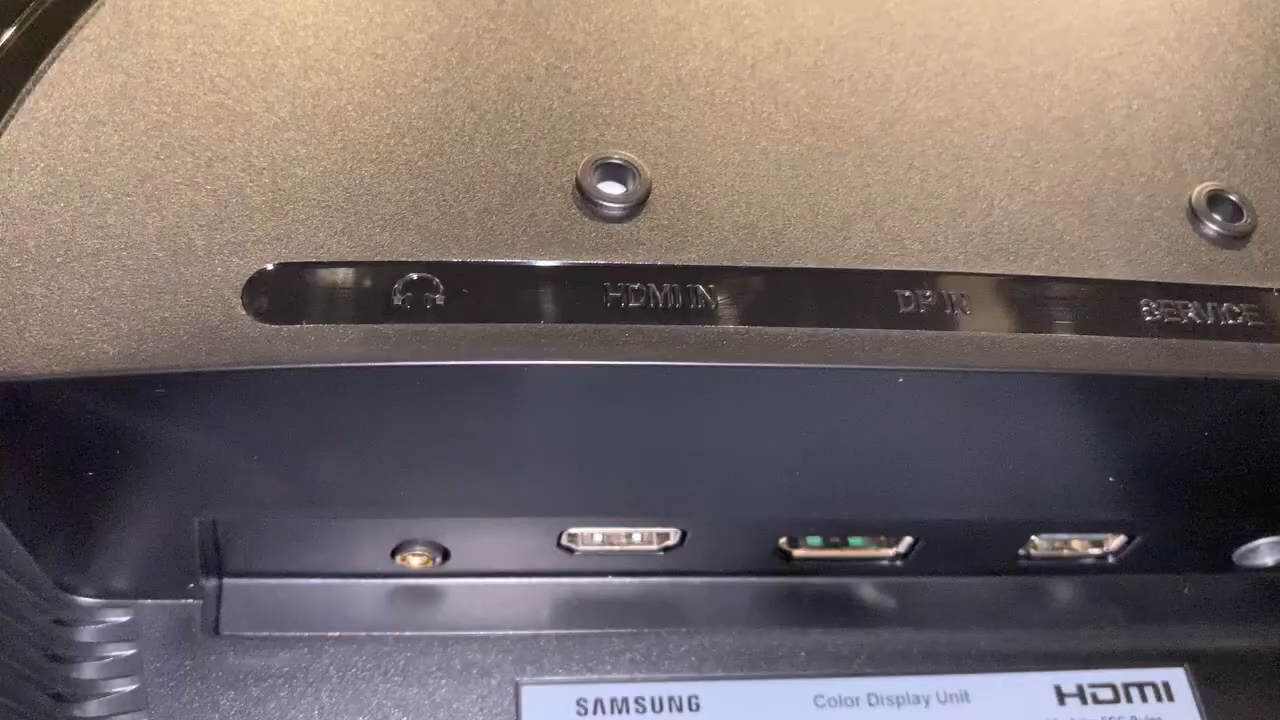 HDMI IN
DP IN
SERVICE
SAMSUNG
Color Display Unit
HDMI